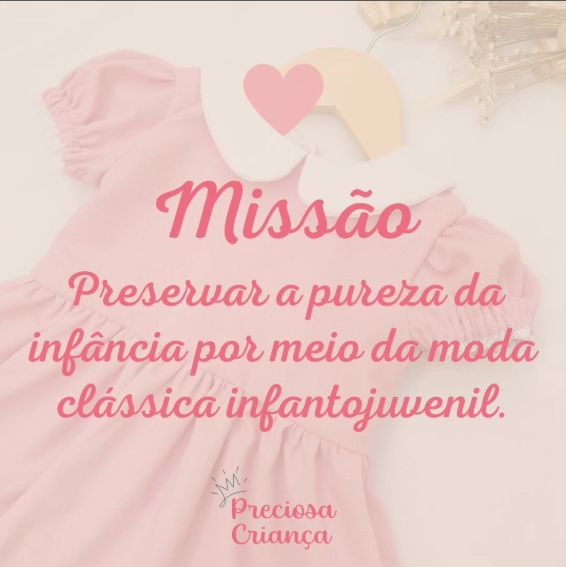 Missão
Preservar a pureza da
infância por meio da moda
clássica infantojuvenil.
Preciosa
Criança